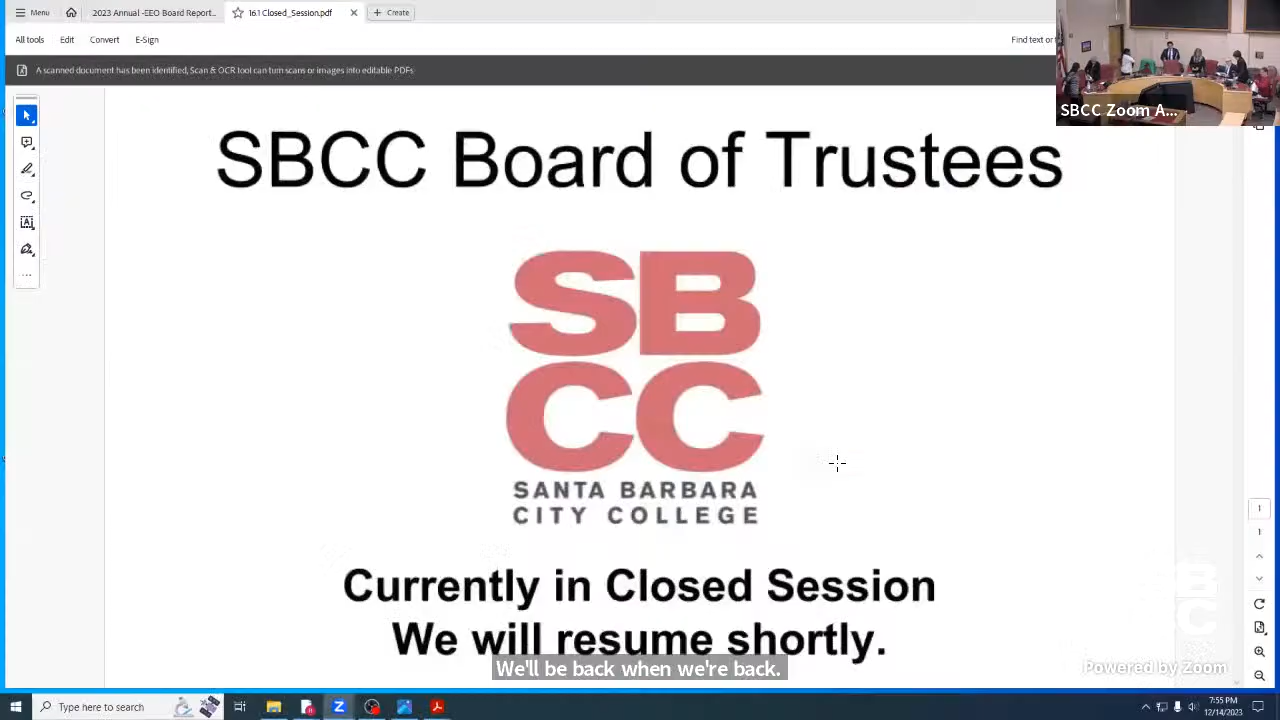 Menu
2023 Annual -EEO Board Report...
16.1 Closed_Session.pdf
Create
All tools
Edit
Convert
E-Sign
Find text or
A scanned document has been identified, Scan & OCR tool can turn scans or images into editable PDFs
SBCC Zoom A...
SBCC Board of Trustees
SB
CC
SANTA BARBARA
CITY COLLEGE
Currently in Closed Session
We will resume shortly.
We'll be back when we're back.
1
1
SB
CC
Powered by Zoom
Type here to search
7:55 PM
12/14/2023